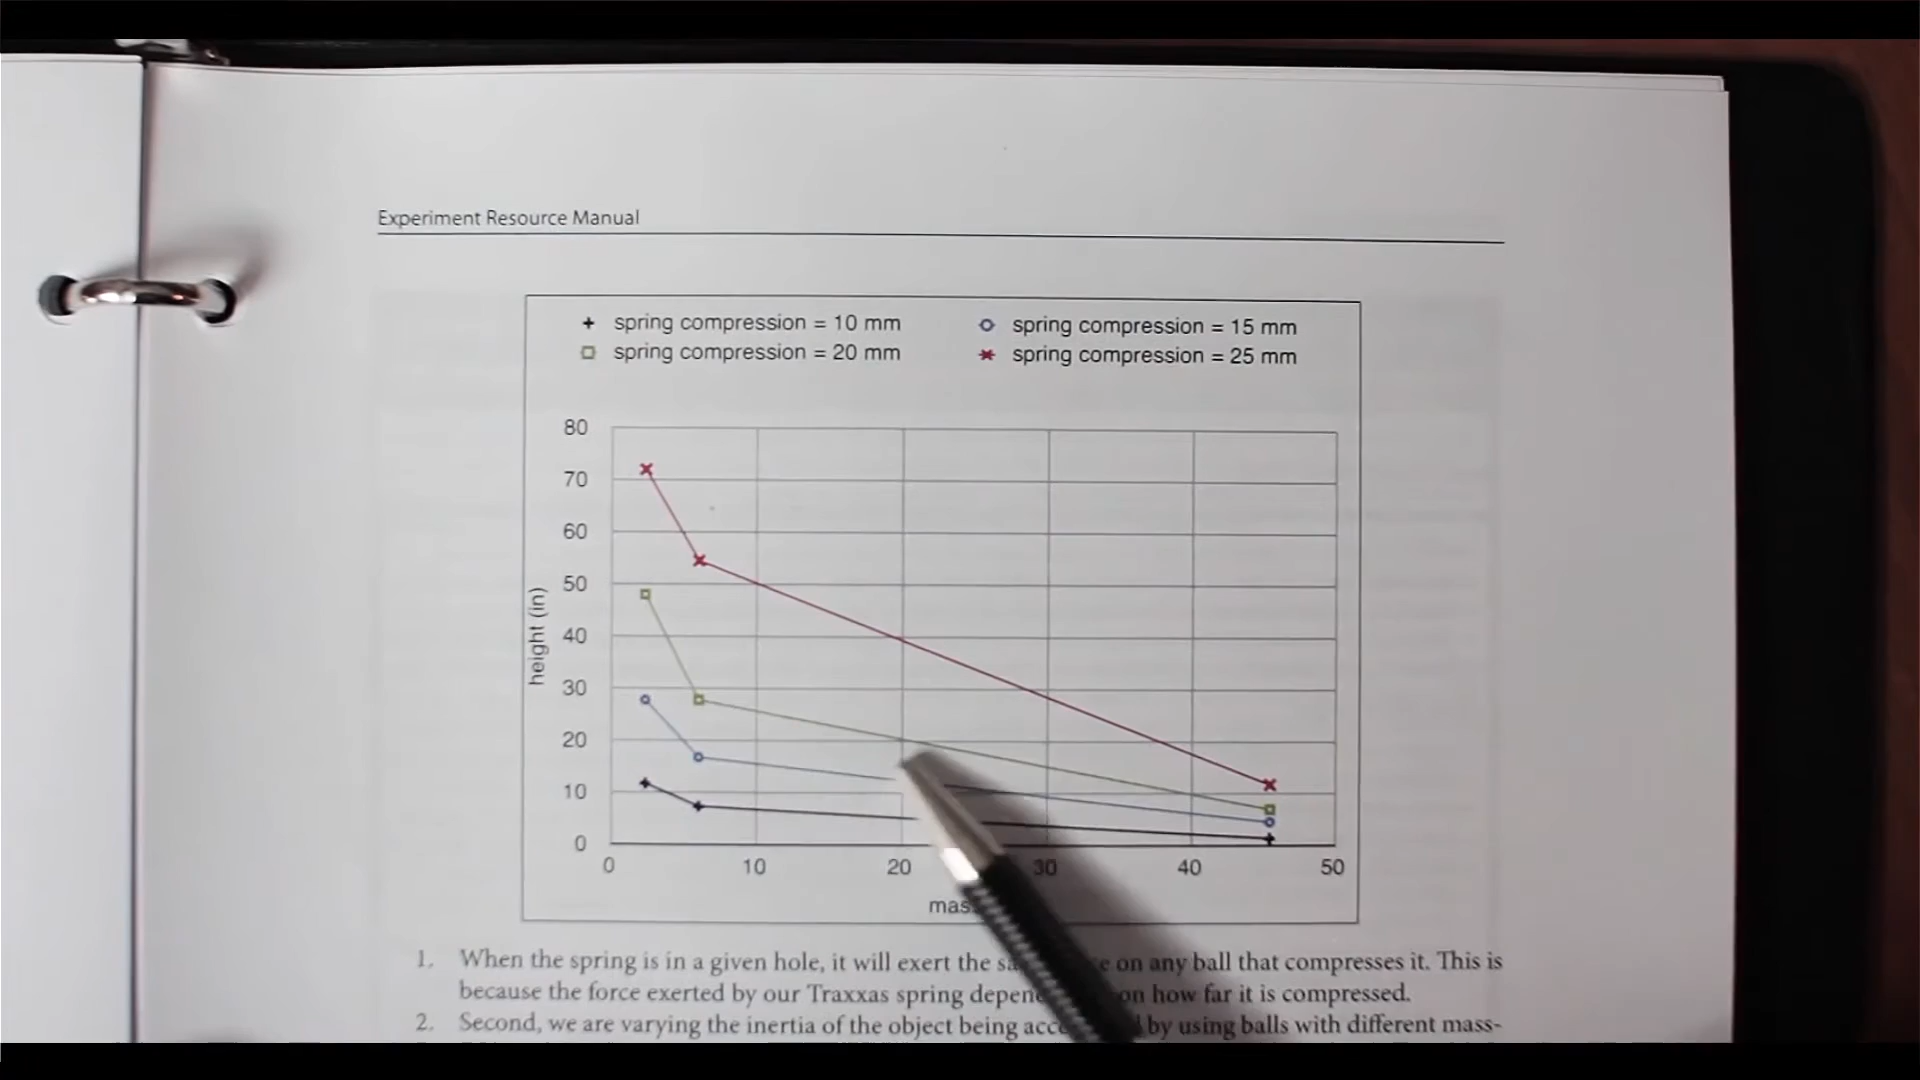 Experiment Resource Manual
spring compression = 10 mm spring compression = 15 mm
spring compression = 20 mm spring compression = 25 mm
80
70
60
50
40
30
20
10
0
height (in)
0 10 20 30 40 50
1. When the spring is in a given hole, it will exert the on any ball that compresses it. This is
because the force exerted by our Traxxas spring on how far it is compressed.
2. Second, we are varying the inertia of the object being by using balls with different mass-